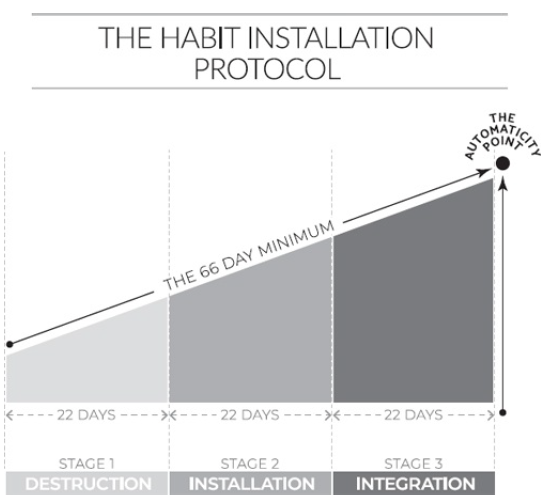 THE HABIT INSTALLATION
PROTOCOL
THE
AUTOMATICITY
POINT
THE 66 DAY MINIMUM
22 DAYS
22 DAYS
22 DAYS
STAGE 1
DESTRUCTION
STAGE 2
INSTALLATION
STAGE 3
INTEGRATION